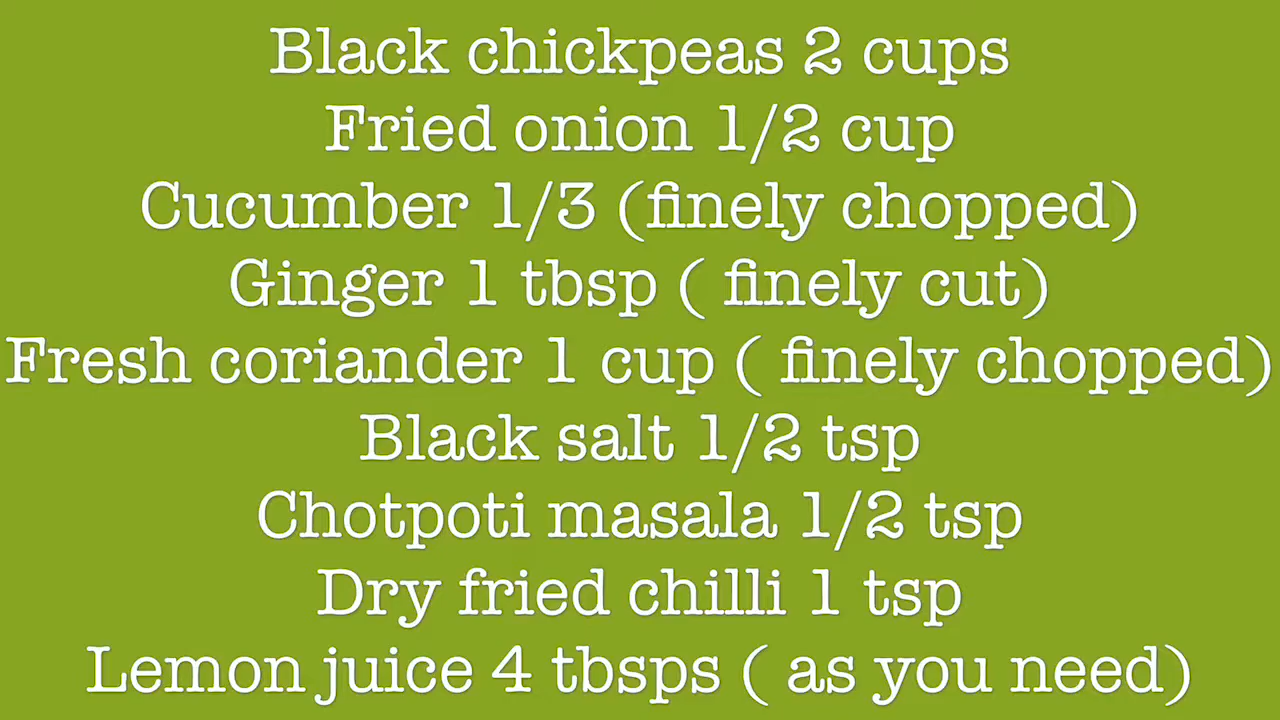 Black chickpeas 2 cups
Fried onion 1/2 cup
Cucumber 1/3 (finely chopped)
Ginger 1 tbsp ( finely cut)
Fresh coriander 1 cup ( finely chopped)
Black salt 1/2 tsp
Chotpoti masala 1/2 tsp
Dry fried chilli 1 tsp
Lemon juice 4 tbsps ( as you need)